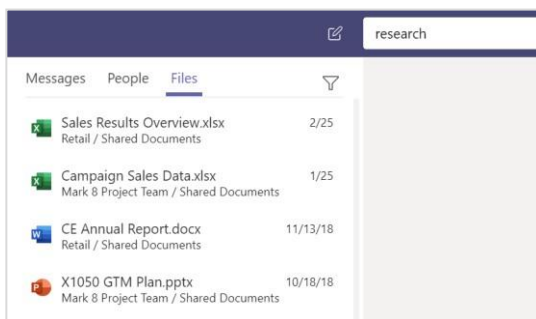 research
Messages People Files
Sales Results Overview.xlsx 2/25
Retail / Shared Documents
Campaign Sales Data.xlsx 1/25
Mark 8 Project Team / Shared Documents
CE Annual Report.docx 11/13/18
Retail / Shared Documents
X1050 GTM Plan.pptx 10/18/18
Mark 8 Project Team / Shared Documents